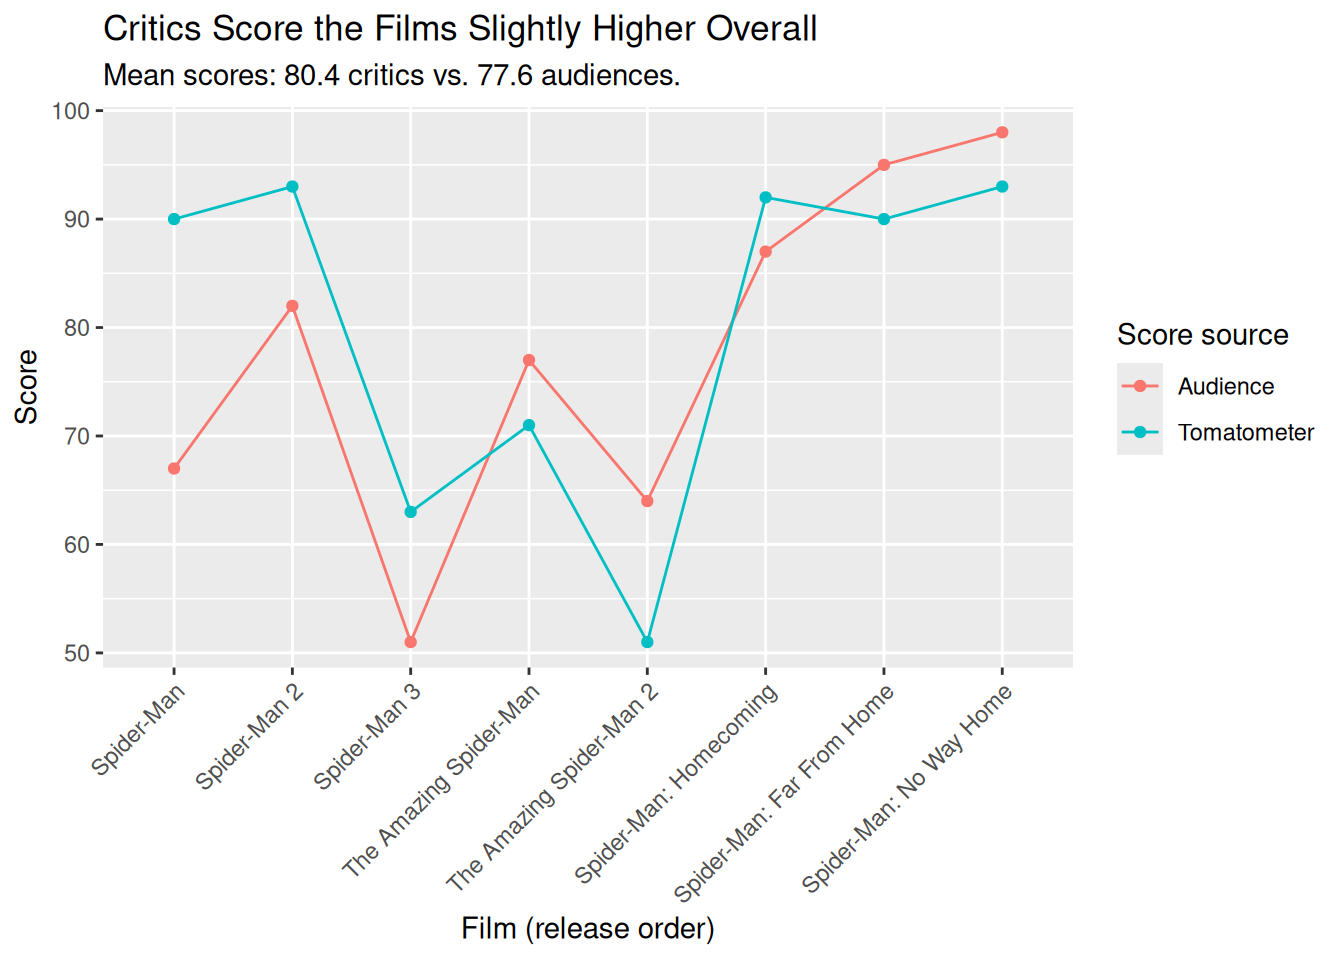 Critics Score the Films Slightly Higher Overall
Mean scores: 80.4 critics vs. 77.6 audiences.
100
90
80
70
60
50
Score
Spider-Man
Spider-Man 2
Spider-Man 3
The Amazing Spider-Man
The Amazing Spider-Man 2
Spider-Man: Homecoming
Spider-Man: Far From Home
Spider-Man: No Way Home
Film (release order)
Score source
Audience
Tomatometer